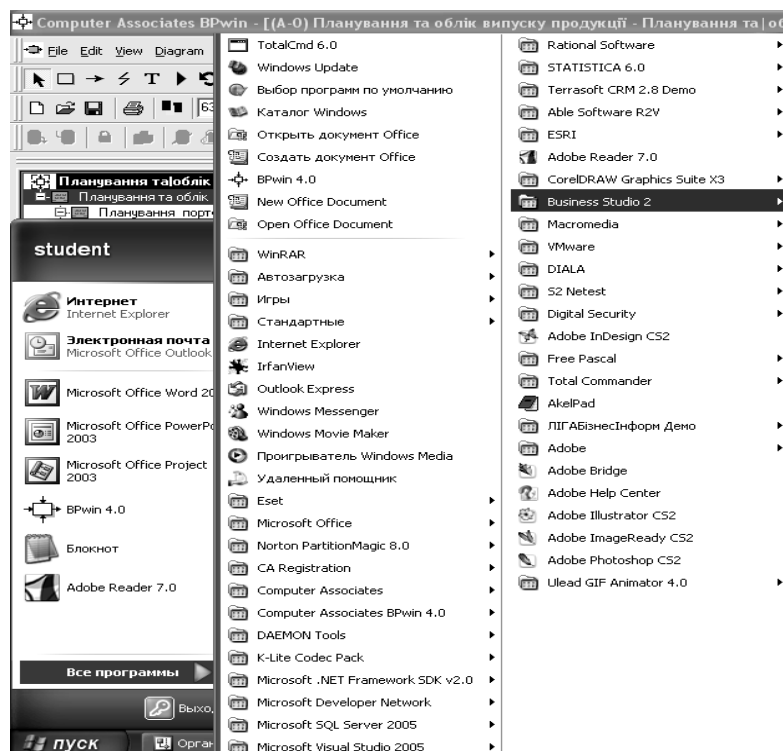 Computer Associates BPwin - [(A-0) Планування та облік випуску продукції - Планування та| об
File Edit View Diagram
63
Планування та|облік
Планування та облік
Планування порт
student
Интернет
Internet Explorer
Электронная почта
Microsoft Office Outlook
Microsoft Office Word 20
Microsoft Office PowerPo
2003
Microsoft Office Project
2003
BPwin 4.0
Блокнот
Adobe Reader 7.0
Все программы
Выхо
пуск
Орган
TotalCmd 6.0
Windows Update
Выбор программ по умолчанию
Каталог Windows
Открыть документ Office
Создать документ Office
BPwin 4.0
New Office Document
Open Office Document
WinRAR
Автозагрузка
Игры
Стандартные
Internet Explorer
IrfanView
Outlook Express
Windows Messenger
Windows Movie Maker
Проигрыватель Windows Media
Удаленный помощник
Eset
Microsoft Office
Norton PartitionMagic 8.0
CA Registration
Computer Associates
Computer Associates BPwin 4.0
DAEMON Tools
K-Lite Codec Pack
Microsoft .NET Framework SDK v2.0
Microsoft Developer Network
Microsoft SQL Server 2005
Microsoft Visual Studio 2005
Rational Software
STATISTICA 6.0
Terrasoft CRM 2.8 Demo
Able Software R2V
ESRI
Adobe Reader 7.0
CorelDRAW Graphics Suite X3
Business Studio 2
Macromedia
VMware
DIALA
S2 Netest
Digital Security
Adobe InDesign CS2
Free Pascal
Total Commander
AkelPad
ЛІГАБізнесІнформ Демо
Adobe
Adobe Bridge
Adobe Help Center
Adobe Illustrator CS2
Adobe ImageReady CS2
Adobe Photoshop CS2
Ulead GIF Animator 4.0